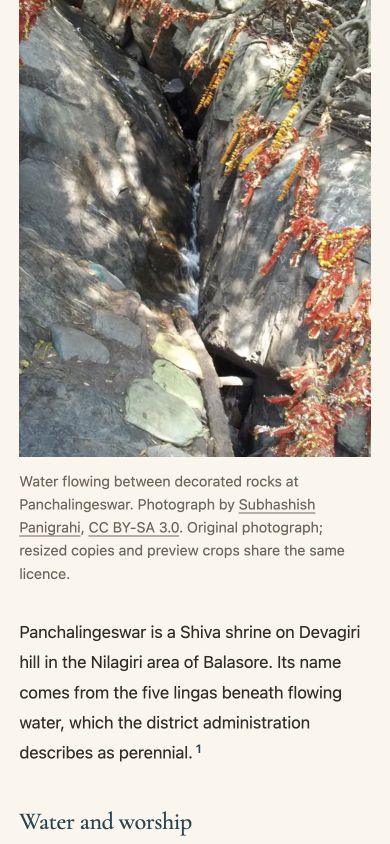 Water flowing between decorated rocks at
Panchalingeswar. Photograph by Subhashish
Panigrahi, CC BY-SA 3.0. Original photograph;
resized copies and preview crops share the same
licence.
Panchalingeswar is a Shiva shrine on Devagiri
hill in the Nilagiri area of Balasore. Its name
comes from the five lingas beneath flowing
water, which the district administration
describes as perennial. 1
Water and worship